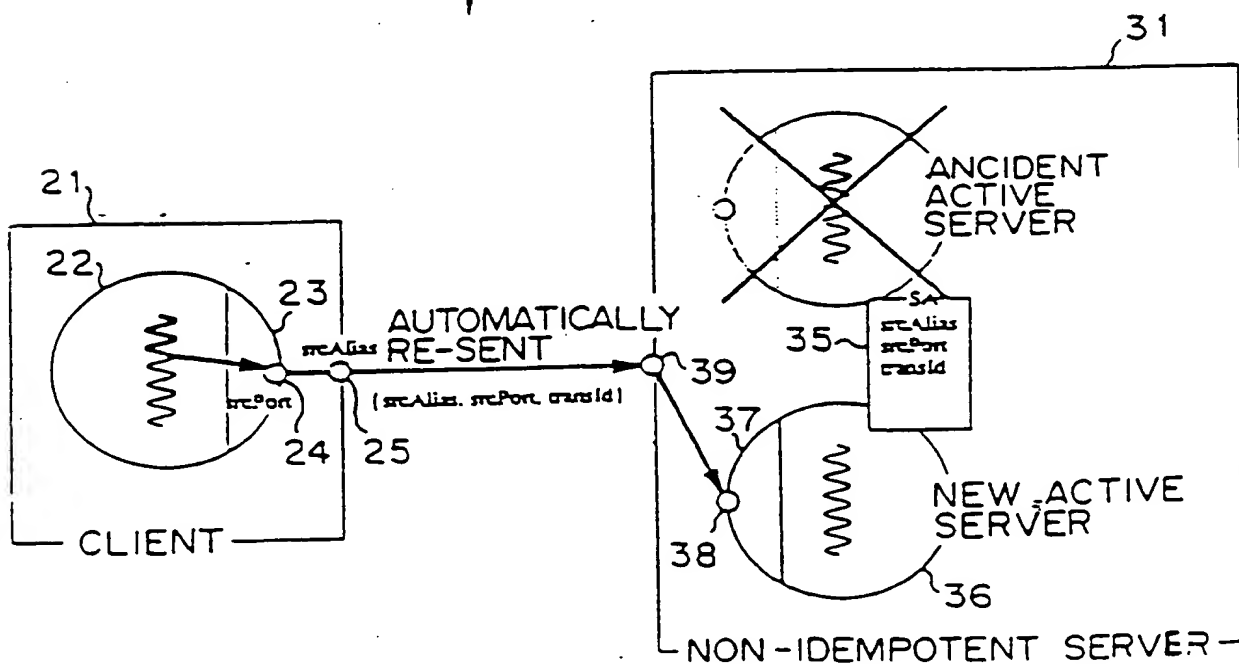 31
21
22
23
24
25
srcAlias
srcPort
AUTOMATICALLY
RE-SENT
(srcAlias, srcPort, transId)
CLIENT
ANCIDENT
ACTIVE
SERVER
SA
srcAlias
srcPort
transId
35
39
37
38
NEW-ACTIVE
SERVER
36
NON-IDEMPOTENT SERVER